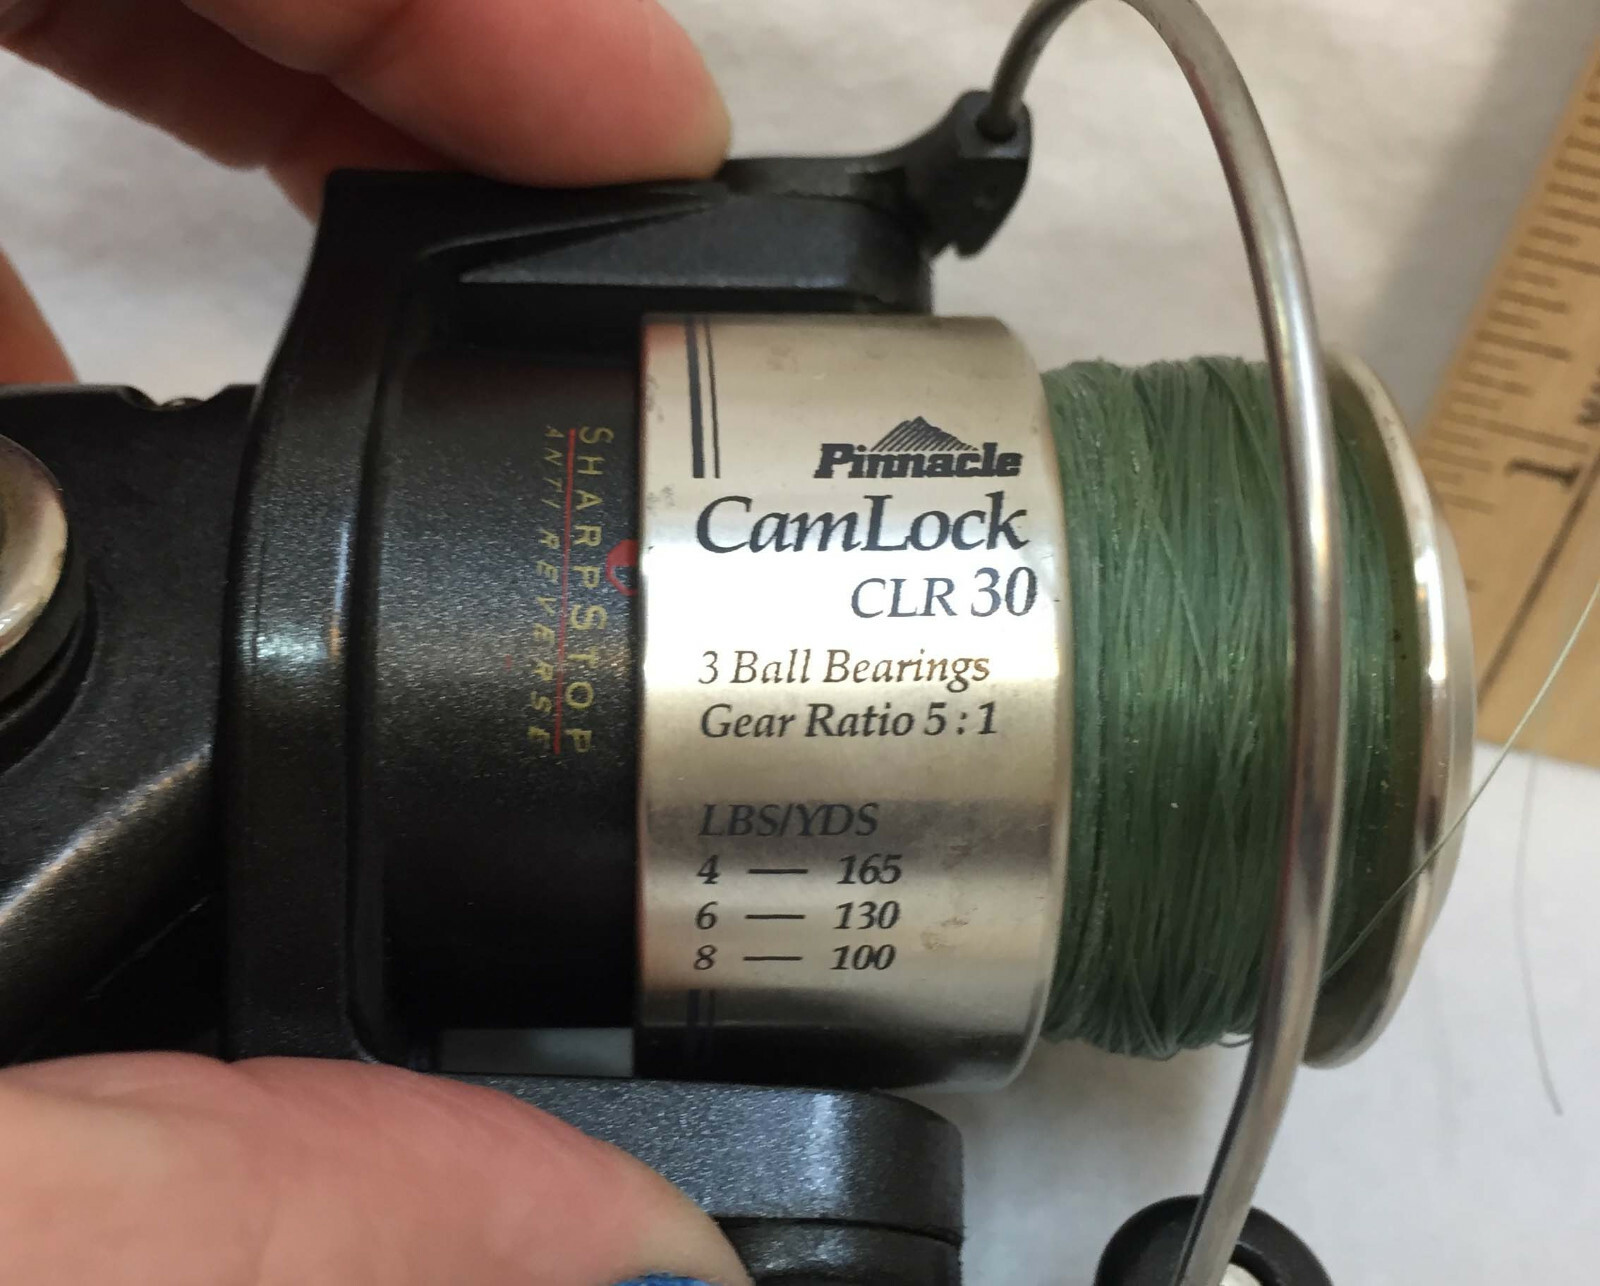 SHARPSTOP
ANTI REVERSE
Pinnacle
CamLock
CLR 30
3 Ball Bearings
Gear Ratio 5 : 1
LBS/YDS
4 — 165
6 — 130
8 — 100
1